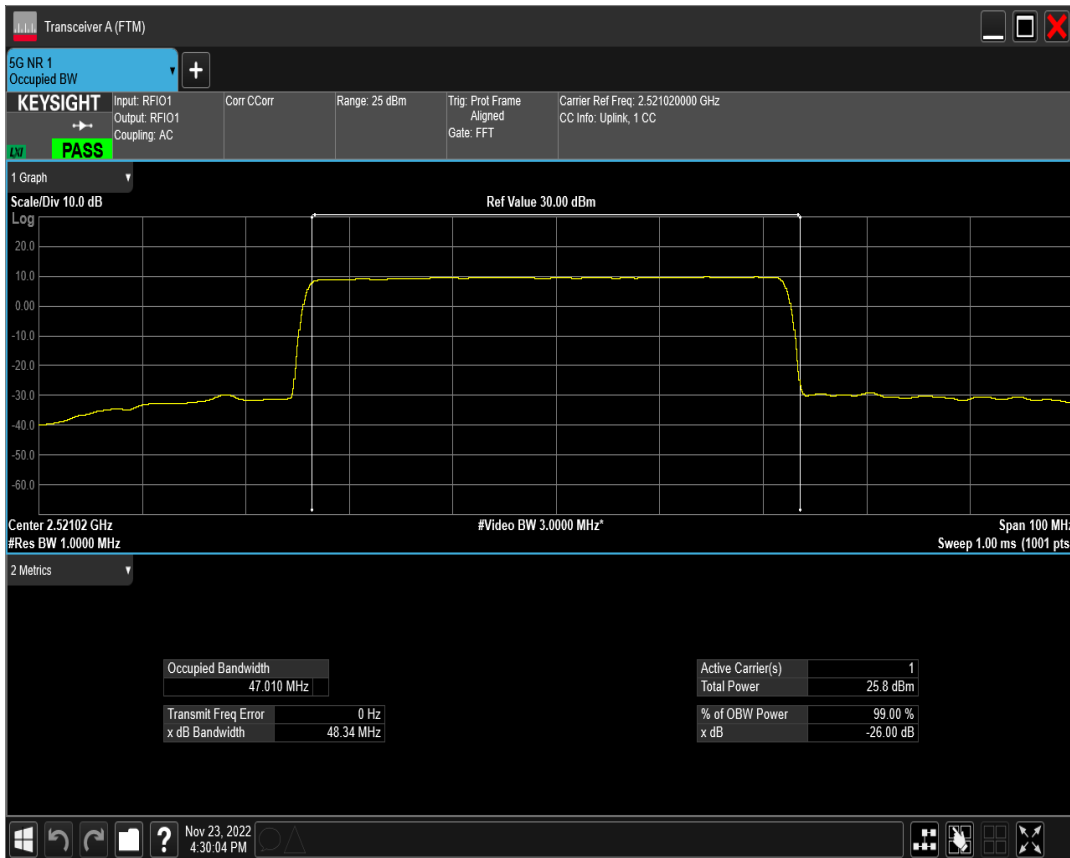 Transceiver A (FTM)
5G NR 1
Occupied BW
+
KEYSIGHT
LXI
PASS
Input: RFIO1
Output: RFIO1
Coupling: AC
Corr CCorr
Range: 25 dBm
Trig: Prot Frame
Aligned
Gate: FFT
Carrier Ref Freq: 2.521020000 GHz
CC Info: Uplink, 1 CC
1 Graph
Scale/Div 10.0 dB
Ref Value 30.00 dBm
Log
20.0
10.0
0.00
-10.0
-20.0
-30.0
-40.0
-50.0
-60.0
Center 2.52102 GHz
#Video BW 3.0000 MHz*
Span 100 MHz
#Res BW 1.0000 MHz
Sweep 1.00 ms (1001 pts
2 Metrics
Occupied Bandwidth
47.010 MHz
Transmit Freq Error 0 Hz
x dB Bandwidth 48.34 MHz
Active Carrier(s) 1
Total Power 25.8 dBm
% of OBW Power 99.00 %
x dB -26.00 dB
?
Nov 23, 2022
4:30:04 PM